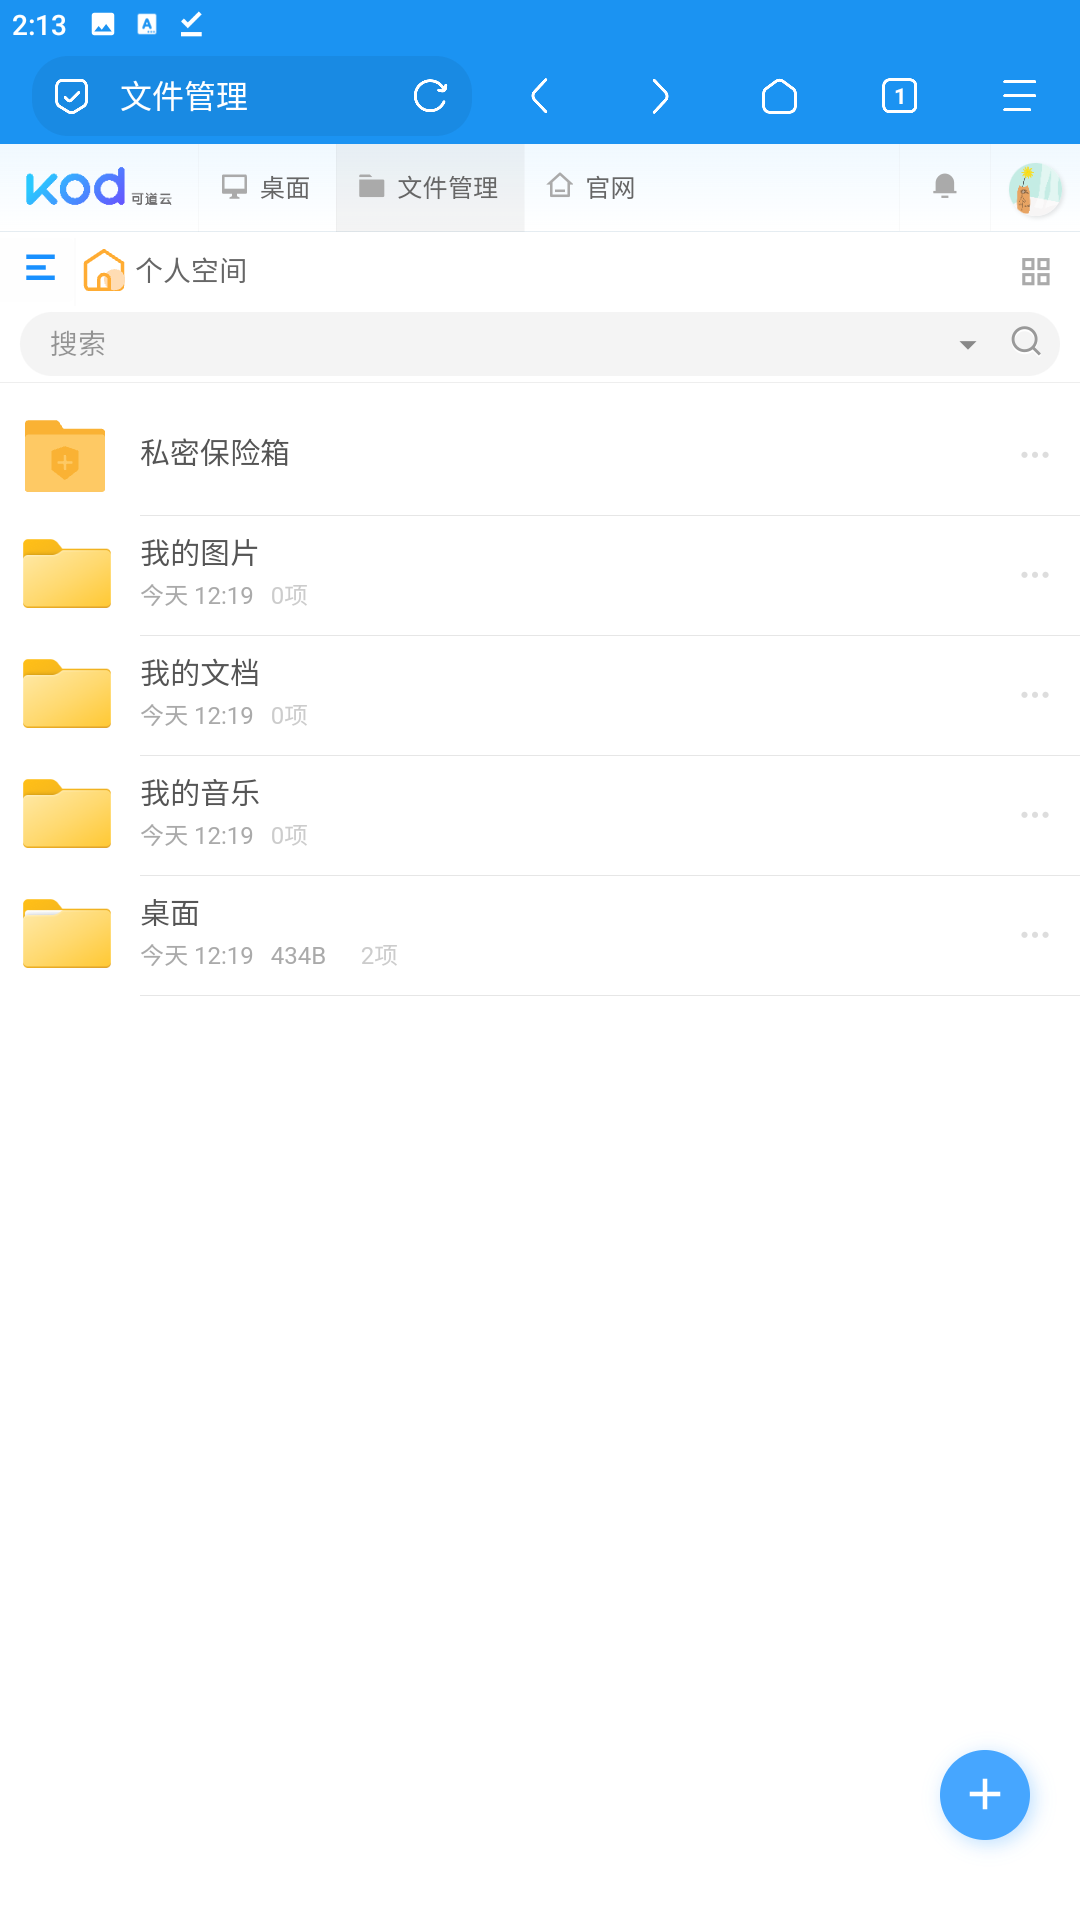 2:13
文件管理
1
kod 可道云 桌面 文件管理 官网
个人空间
搜索
私密保险箱
我的图片
今天 12:19 0项
我的文档
今天 12:19 0项
我的音乐
今天 12:19 0项
桌面
今天 12:19 434B 2项